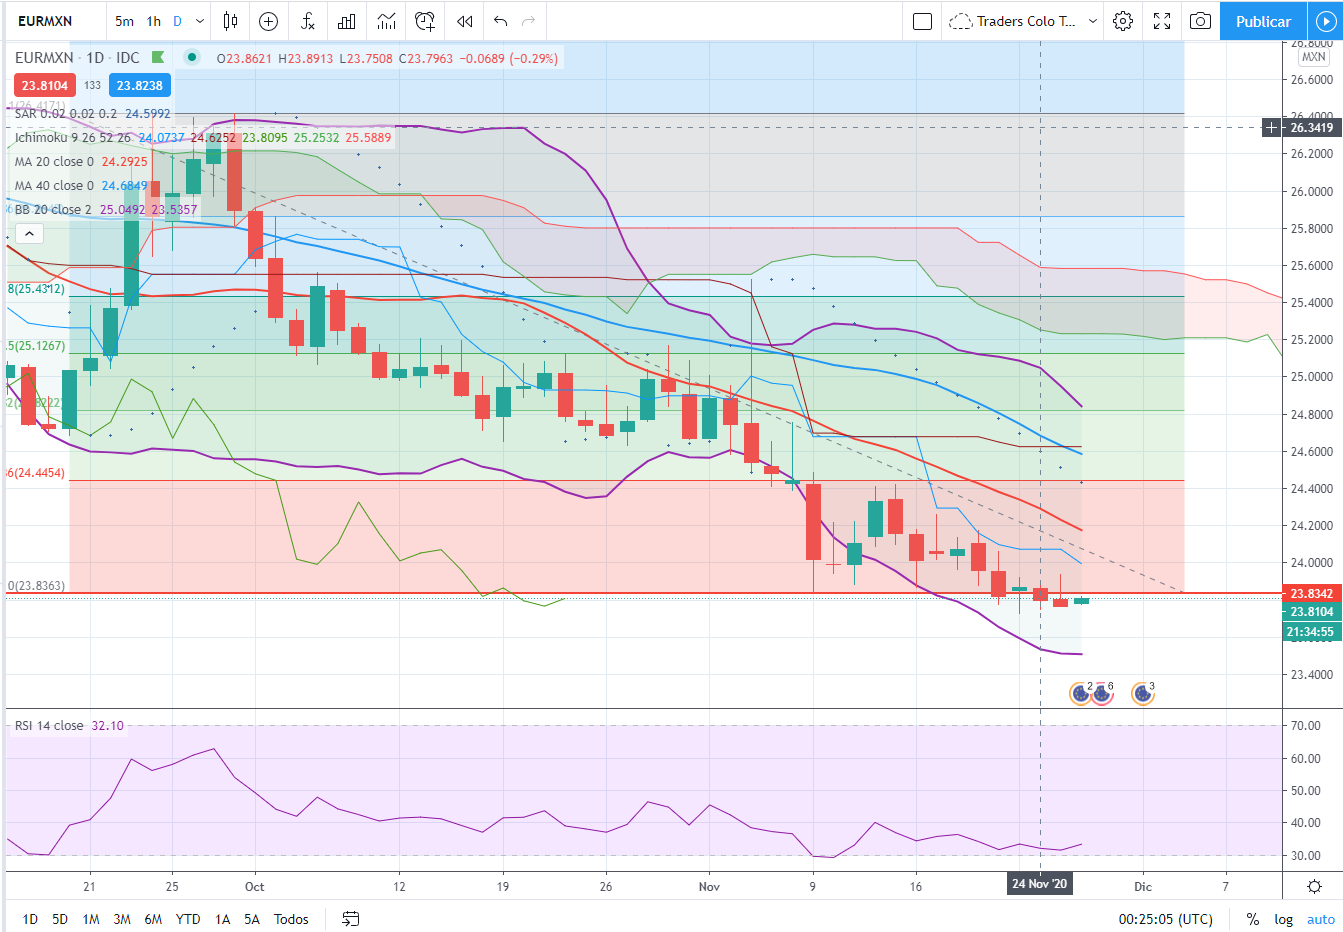 EURMXN 5m 1h D Traders Colo T... Publicar
EURMXN · 1D · IDC O23.8621 H23.8913 L23.7508 C23.7963 −0.0689 (−0.29%)
23.8104 133 23.8238
1(26.4171)
SAR 0.02 0.02 0.2 24.5992
Ichimoku 9 26 52 26 24.0737 24.6252 23.8095 25.2532 25.5889
MA 20 close 0 24.2925
MA 40 close 0 24.6849
BB 20 close 2 25.0492 23.5357
8(25.4312)
5(25.1267)
36(24.4454)
0(23.8363)
26.8000
MXN
26.6000
26.4000
26.3419
26.2000
26.0000
25.8000
25.6000
25.4000
25.2000
25.0000
24.8000
24.6000
24.4000
24.2000
24.0000
23.8342
23.8104
21:34:55
23.4000
2 6 3
RSI 14 close 32.10
70.00
60.00
50.00
40.00
30.00
21 25 Oct 12 19 26 Nov 9 16 24 Nov '20 Dic 7
1D 5D 1M 3M 6M YTD 1A 5A Todos 00:25:05 (UTC) % log auto